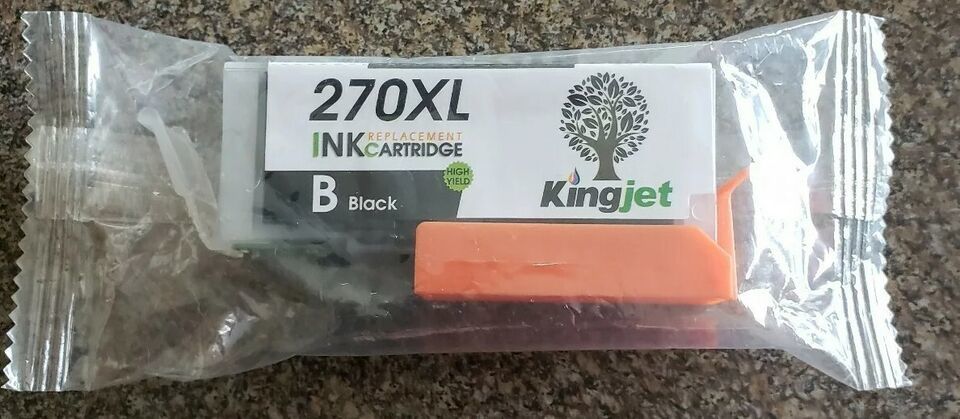 270XL
REPLACEMENT
INK CARTRIDGE
HIGH YIELD
B Black
Kingjet